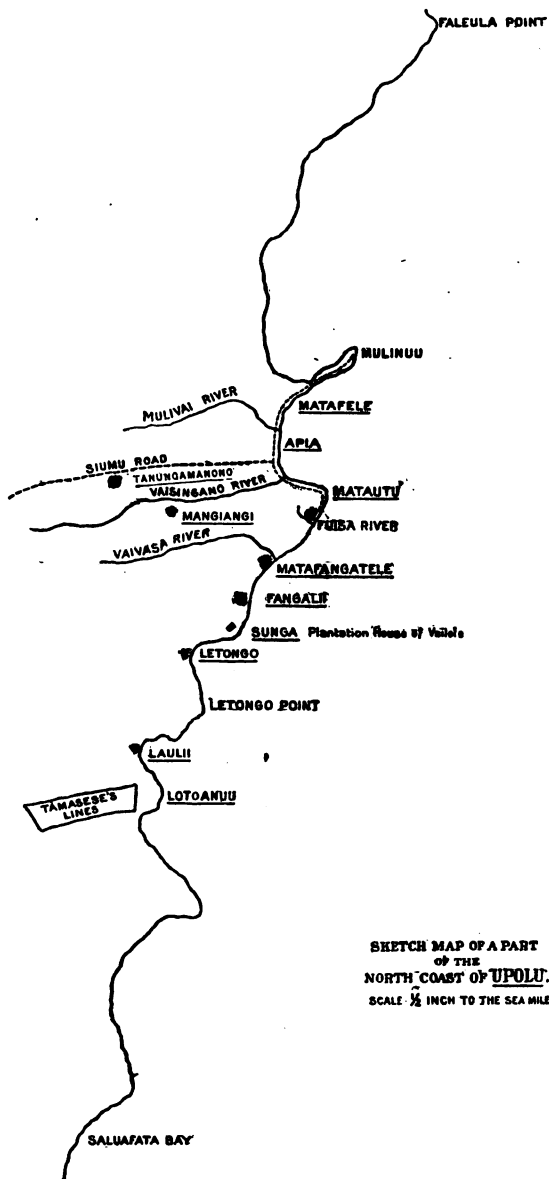 FALEULA POINT
MULINUU
MATAFELE
MULIVAI RIVER
APIA
SIUMU ROAD
TANUNGAMANONO
VAISINGANO RIVER
MATAUTU
MANGIANGI
FUISA RIVER
VAIVASA RIVER
MATAFANGATELE
FANGALII
SUNGA Plantation House of Vailele
LETONGO
LETONGO POINT
LAULII
TAMASESE'S
LINES
LOTOANUU
SKETCH MAP OF A PART
OF THE
NORTH COAST OF UPOLU.
SCALE ½ INCH TO THE SEA MILE
SALUAFATA BAY